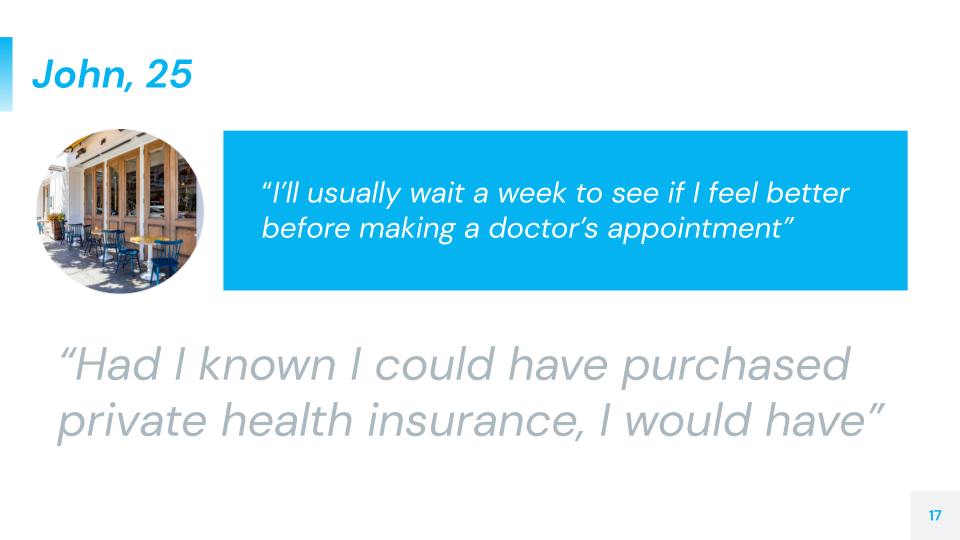 John, 25
“I’ll usually wait a week to see if I feel better
before making a doctor’s appointment”
“Had I known I could have purchased
private health insurance, I would have”
17